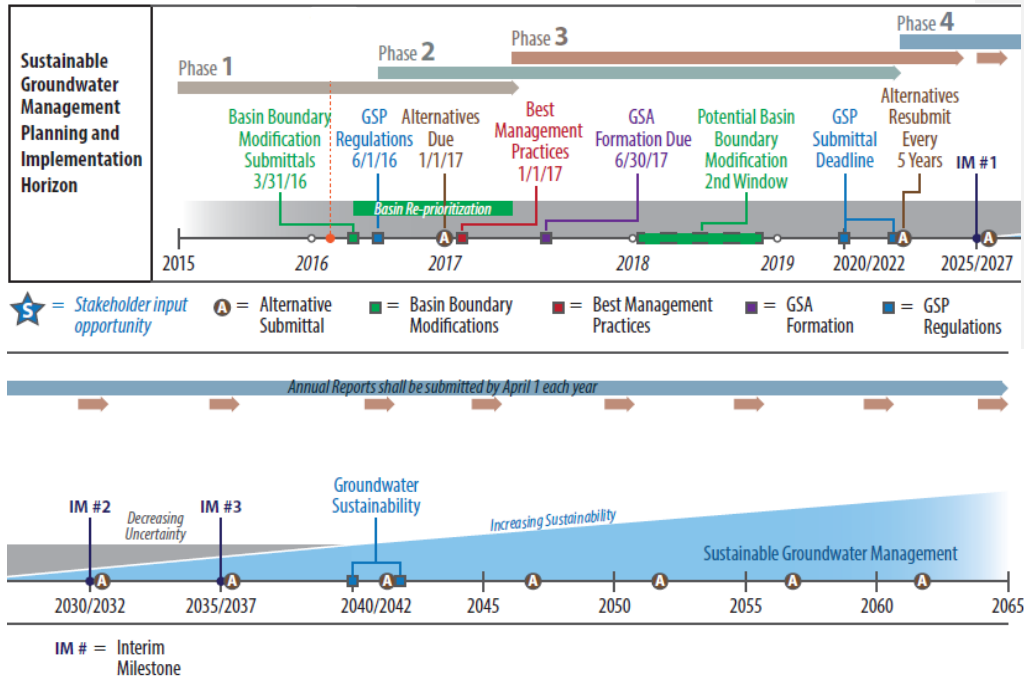 Sustainable
Groundwater
Management
Planning and
Implementation
Horizon
Phase 1
Phase 2
Phase 3
Phase 4
Basin Boundary
Modification
Submittals
3/31/16
GSP
Regulations
6/1/16
Alternatives
Due
1/1/17
Best
Management
Practices
1/1/17
GSA
Formation Due
6/30/17
Potential Basin
Boundary
Modification
2nd Window
GSP
Submittal
Deadline
Alternatives
Resubmit
Every
5 Years
IM #1
Basin Re-prioritization
A
A
A
2015
2016
2017
2018
2019
2020/2022
2025/2027
S = Stakeholder input
opportunity
A = Alternative
Submittal
= Basin Boundary
Modifications
= Best Management
Practices
= GSA
Formation
= GSP
Regulations
Annual Reports shall be submitted by April 1 each year
IM #2
Decreasing
Uncertainty
IM #3
Groundwater
Sustainability
Increasing Sustainability
Sustainable Groundwater Management
A
A
A
A
A
A
A
2030/2032
2035/2037
2040/2042
2045
2050
2055
2060
2065
IM # = Interim
Milestone